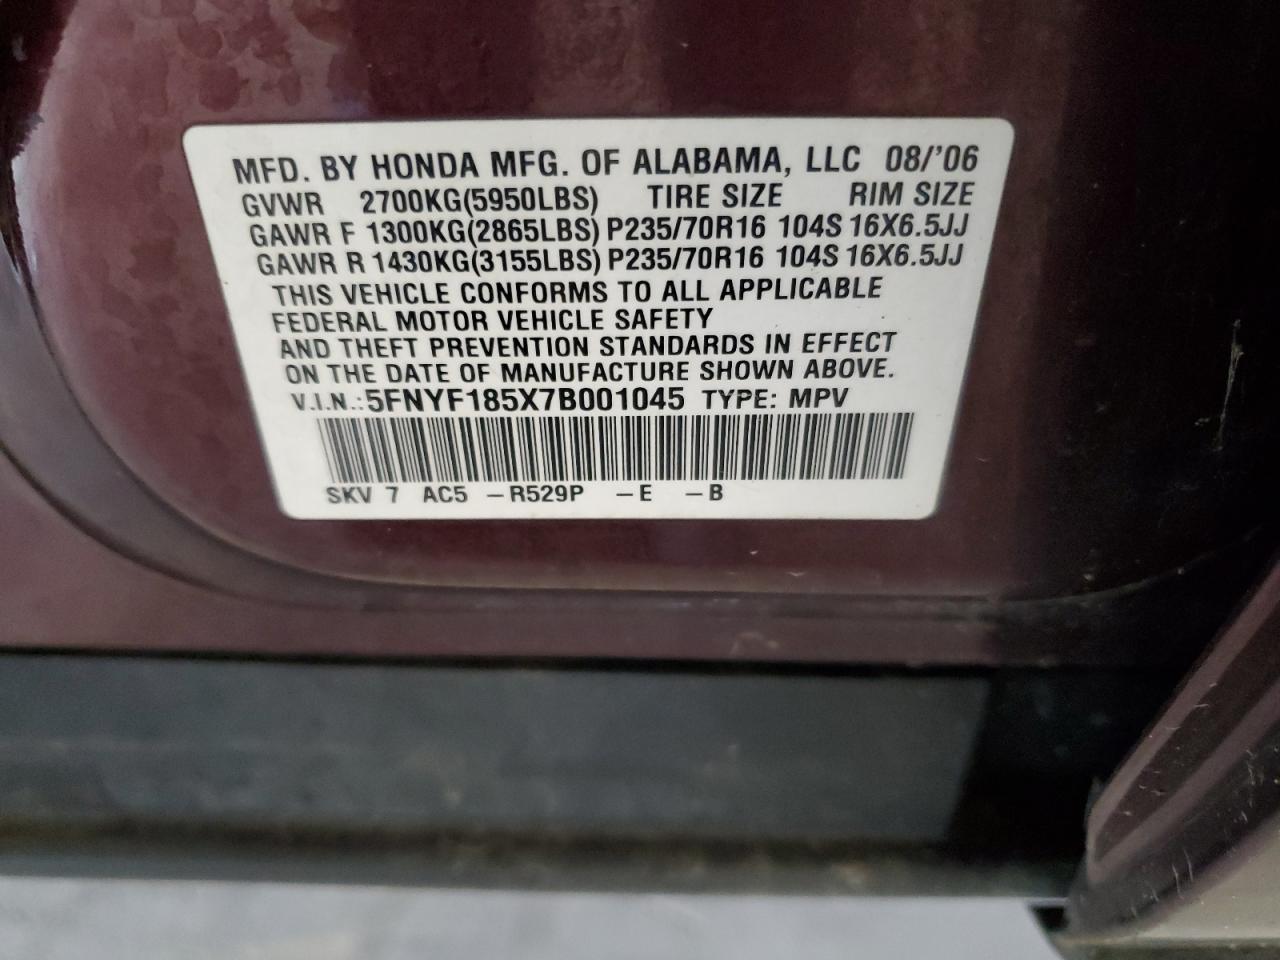 MFD. BY HONDA MFG. OF ALABAMA, LLC 08/'06
GVWR 2700KG(5950LBS) TIRE SIZE RIM SIZE
GAWR F 1300KG(2865LBS) P235/70R16 104S 16X6.5JJ
GAWR R 1430KG(3155LBS) P235/70R16 104S 16X6.5JJ
THIS VEHICLE CONFORMS TO ALL APPLICABLE
FEDERAL MOTOR VEHICLE SAFETY
AND THEFT PREVENTION STANDARDS IN EFFECT
ON THE DATE OF MANUFACTURE SHOWN ABOVE.
V.I.N.: 5FNYF185X7B001045 TYPE: MPV
SKV 7 AC5 -R529P -E -B